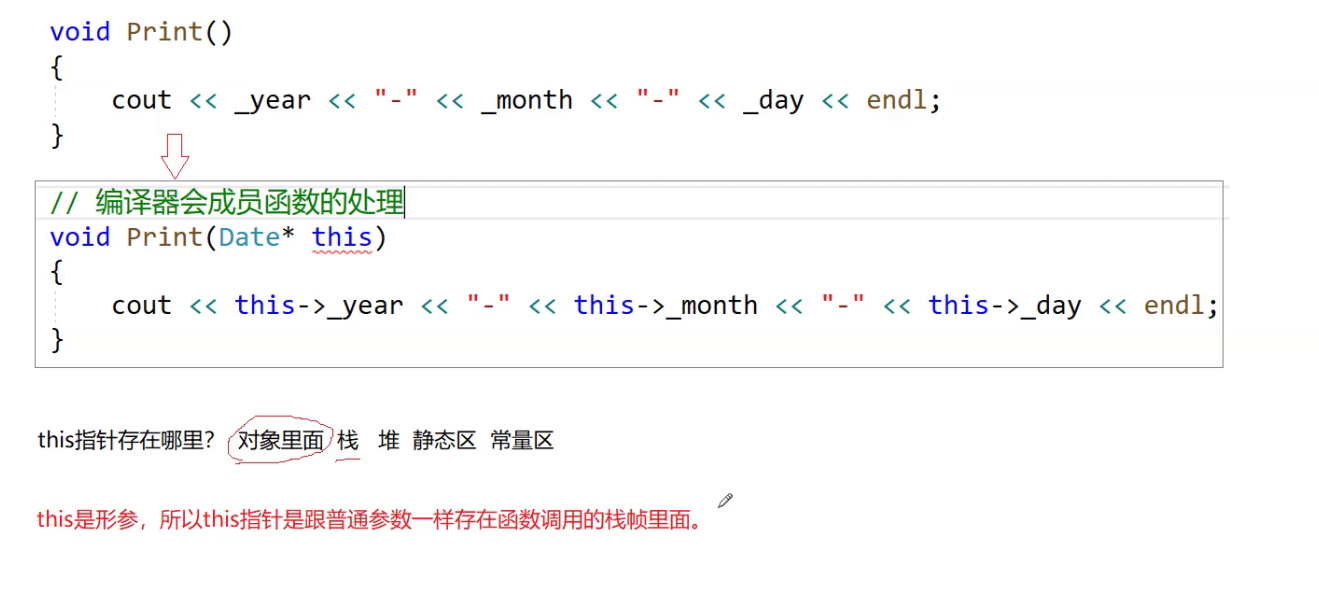 void Print()
{
    cout << _year << "-" << _month << "-" << _day << endl;
}
// 编译器会成员函数的处理
void Print(Date* this)
{
    cout << this->_year << "-" << this->_month << "-" << this->_day << endl;
}
this指针存在哪里？ 对象里面 栈 堆 静态区 常量区
this是形参，所以this指针是跟普通参数一样存在函数调用的栈帧里面。